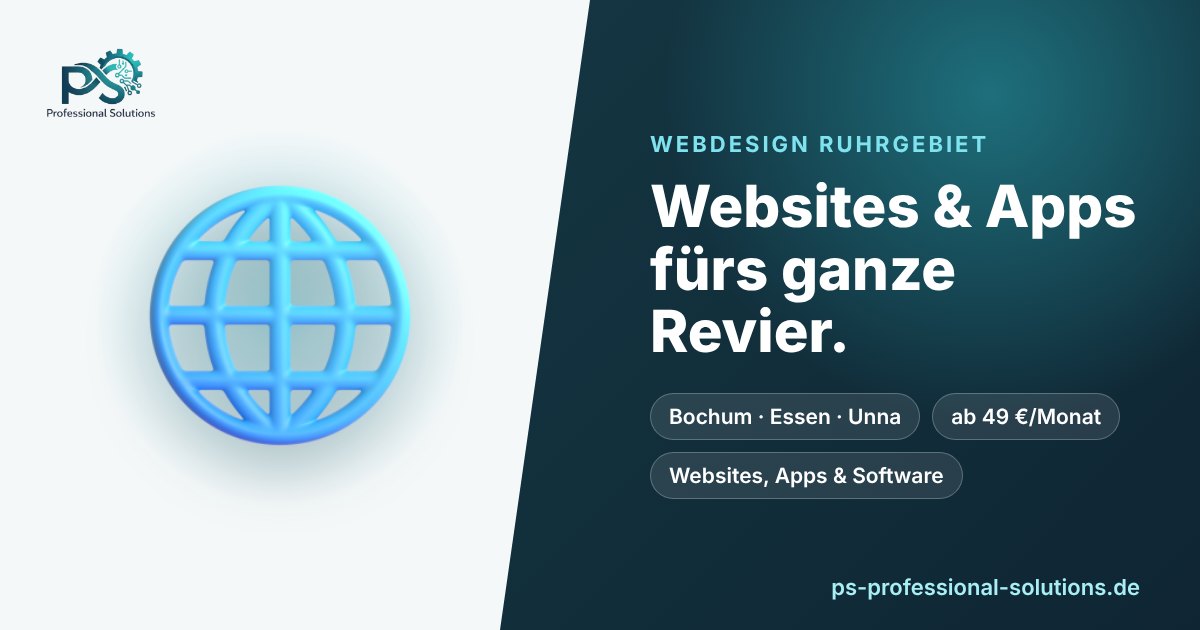 PS
Professional Solutions
WEBDESIGN RUHRGEBIET
Websites & Apps
fürs ganze
Revier.
Bochum · Essen · Unna
ab 49 €/Monat
Websites, Apps & Software
ps-professional-solutions.de